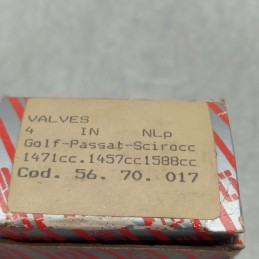 VALVES
4 IN NLp
Golf-Passat-Scirocc
1471cc.1457cc1588cc
Cod. 56. 70. 017